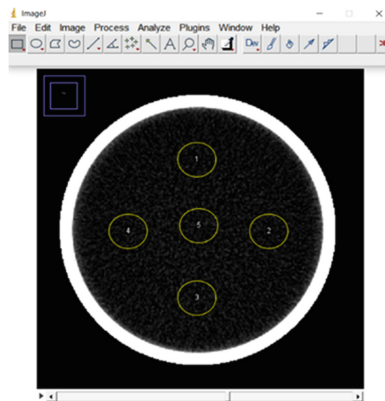 ImageJ
File Edit Image Process Analyze Plugins Window Help
A Dev
1
4 5 2
3